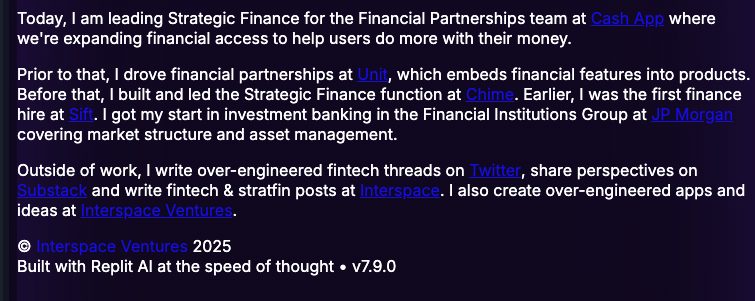 Today, I am leading Strategic Finance for the Financial Partnerships team at Cash App where
we're expanding financial access to help users do more with their money.
Prior to that, I drove financial partnerships at Unit, which embeds financial features into products.
Before that, I built and led the Strategic Finance function at Chime. Earlier, I was the first finance
hire at Sift. I got my start in investment banking in the Financial Institutions Group at JP Morgan
covering market structure and asset management.
Outside of work, I write over-engineered fintech threads on Twitter, share perspectives on
Substack and write fintech & stratfin posts at Interspace. I also create over-engineered apps and
ideas at Interspace Ventures.
© Interspace Ventures 2025
Built with Replit AI at the speed of thought • v7.9.0